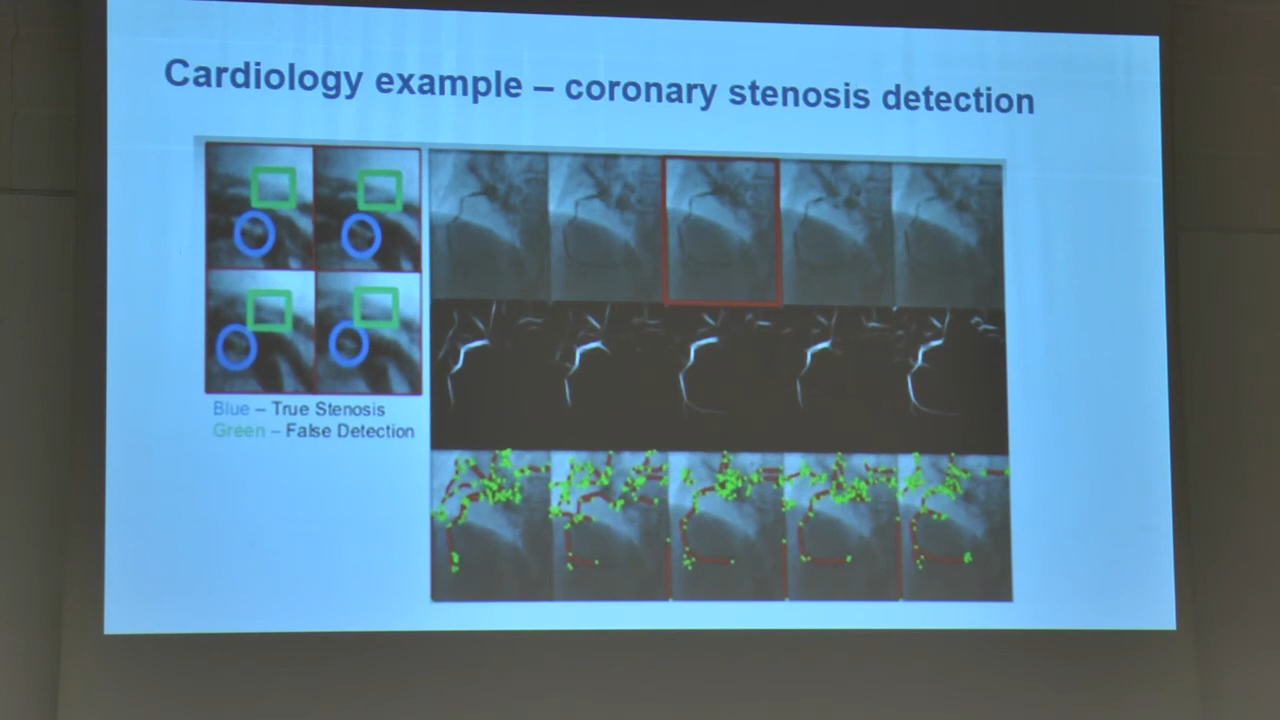 Cardiology example – coronary stenosis detection
Blue – True Stenosis
Green – False Detection